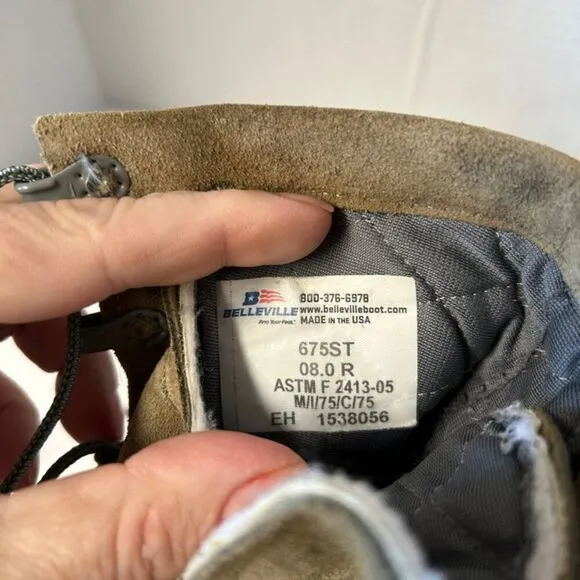 BELLEVILLE
Arm Your Feet.
800-376-6978
www.bellevilleboot.com
MADE IN THE USA
675ST
08.0 R
ASTM F 2413-05
M/I/75/C/75
EH 1538056